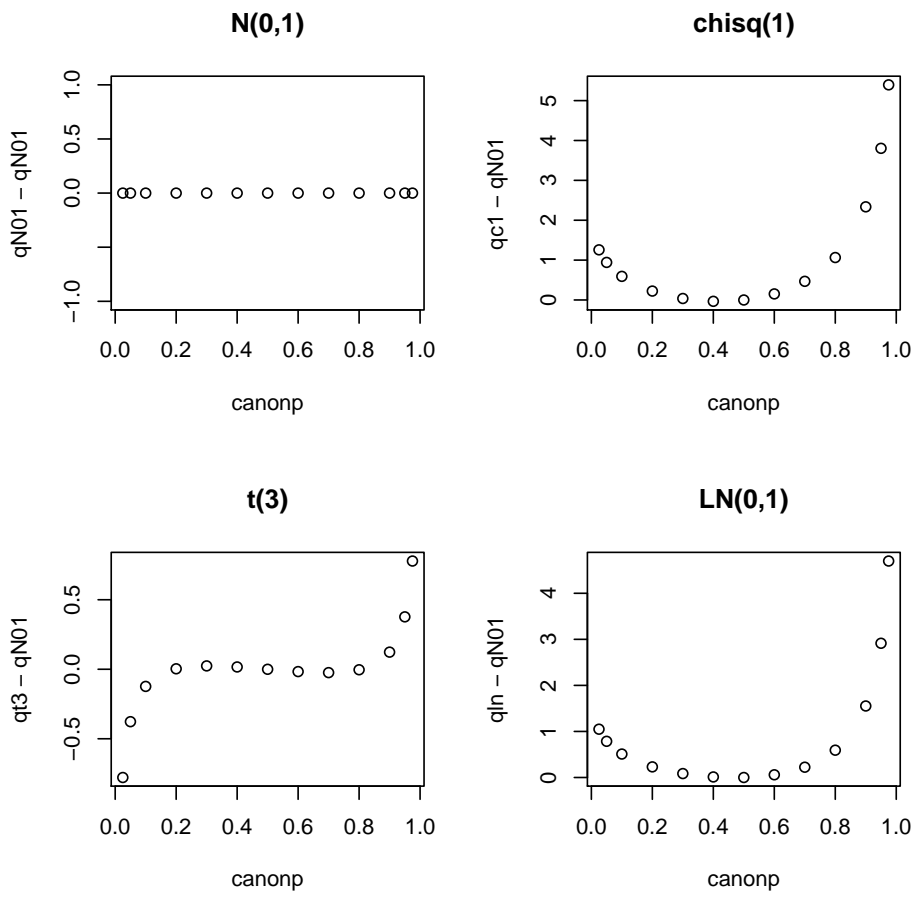 N(0,1)
qN01 − qN01
−1.0 0.0 0.5 1.0
0.0 0.2 0.4 0.6 0.8 1.0
canonp
chisq(1)
qc1 − qN01
0 1 2 3 4 5
0.0 0.2 0.4 0.6 0.8 1.0
canonp
t(3)
qt3 − qN01
−0.5 0.0 0.5
0.0 0.2 0.4 0.6 0.8 1.0
canonp
LN(0,1)
qln − qN01
0 1 2 3 4
0.0 0.2 0.4 0.6 0.8 1.0
canonp